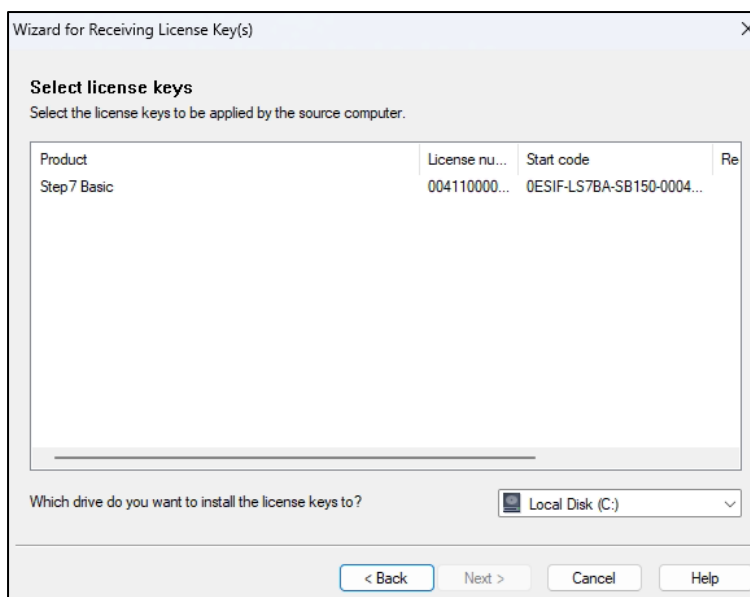 Wizard for Receiving License Key(s)
Select license keys
Select the license keys to be applied by the source computer.
Product License nu... Start code Re
Step7 Basic 004110000... 0ESIF-LS7BA-SB150-0004...
Which drive do you want to install the license keys to? Local Disk (C:)
< Back Next > Cancel Help